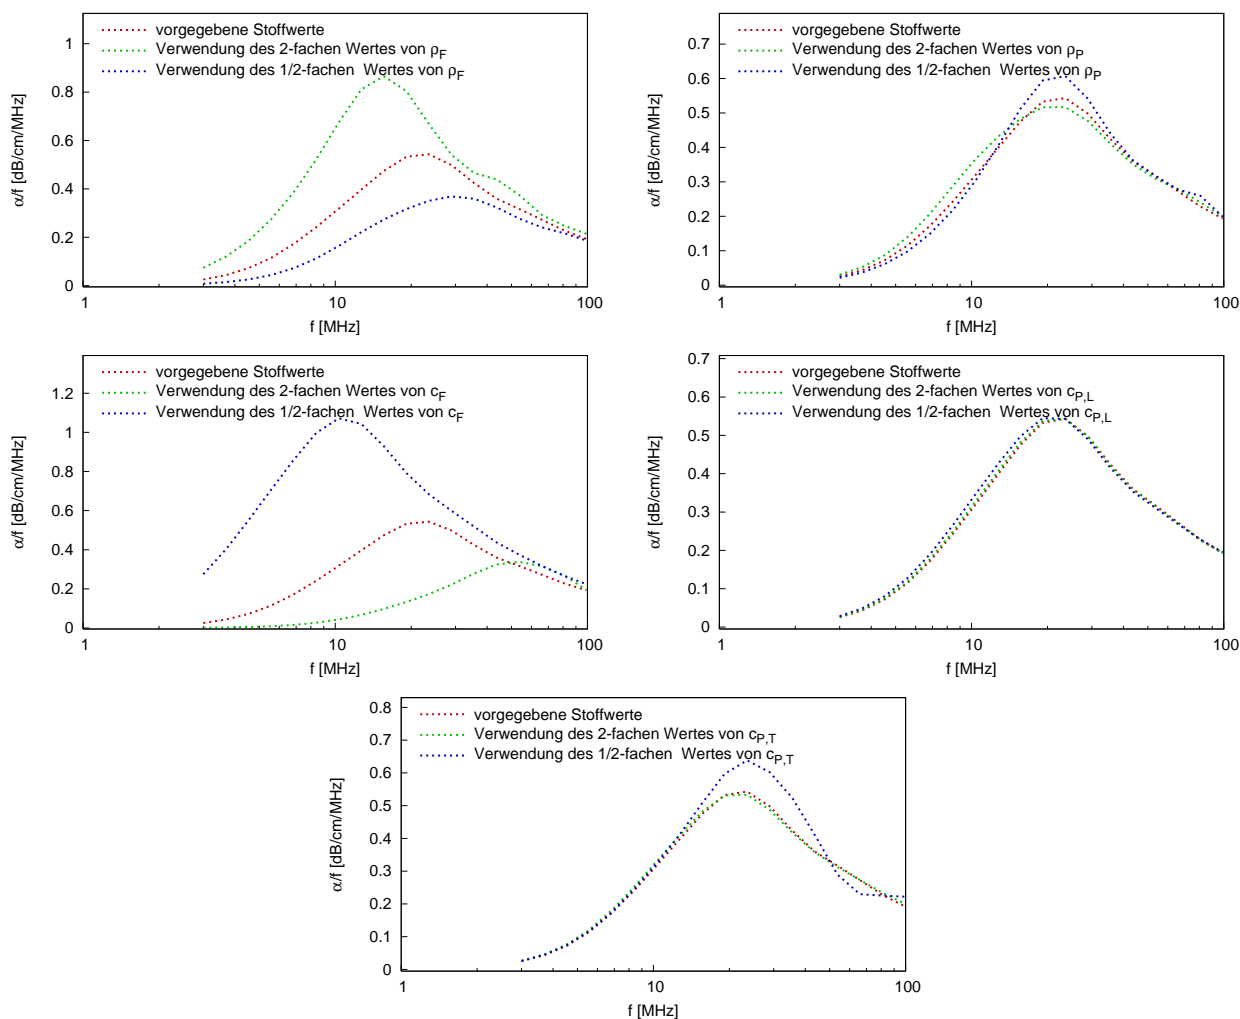 vorgegebene Stoffwerte
Verwendung des 2-fachen Wertes von ρF
Verwendung des 1/2-fachen Wertes von ρF
α/f [dB/cm/MHz]
1
0.8
0.6
0.4
0.2
0
1 10 100
f [MHz]
vorgegebene Stoffwerte
Verwendung des 2-fachen Wertes von ρP
Verwendung des 1/2-fachen Wertes von ρP
α/f [dB/cm/MHz]
0.7
0.6
0.5
0.4
0.3
0.2
0.1
0
1 10 100
f [MHz]
vorgegebene Stoffwerte
Verwendung des 2-fachen Wertes von cF
Verwendung des 1/2-fachen Wertes von cF
α/f [dB/cm/MHz]
1.2
1
0.8
0.6
0.4
0.2
0
1 10 100
f [MHz]
vorgegebene Stoffwerte
Verwendung des 2-fachen Wertes von cP,L
Verwendung des 1/2-fachen Wertes von cP,L
α/f [dB/cm/MHz]
0.7
0.6
0.5
0.4
0.3
0.2
0.1
0
1 10 100
f [MHz]
vorgegebene Stoffwerte
Verwendung des 2-fachen Wertes von cP,T
Verwendung des 1/2-fachen Wertes von cP,T
α/f [dB/cm/MHz]
0.8
0.7
0.6
0.5
0.4
0.3
0.2
0.1
0
1 10 100
f [MHz]